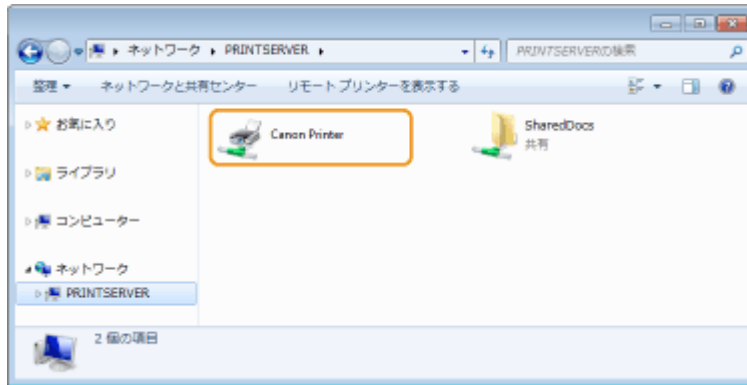 ネットワーク ▸ PRINTSERVER ▸
PRINTSERVERの検索
整理 ネットワークと共有センター リモート プリンターを表示する
お気に入り
ライブラリ
コンピューター
ネットワーク
PRINTSERVER
Canon Printer
SharedDocs
共有
2 個の項目